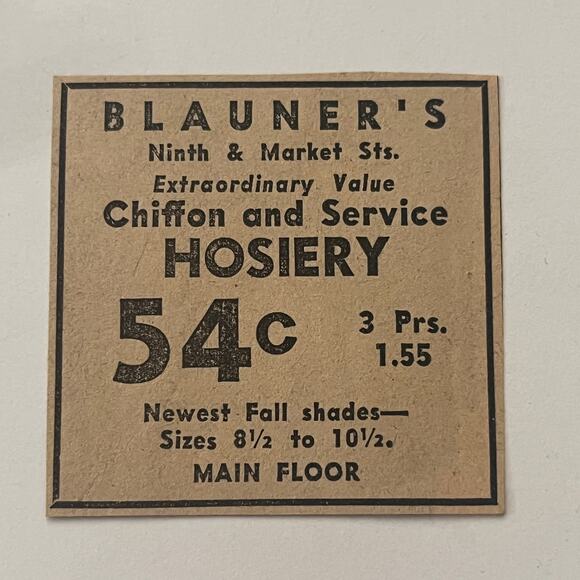 BLAUNER'S
Ninth & Market Sts.
Extraordinary Value
Chiffon and Service
HOSIERY
54c 3 Prs. 1.55
Newest Fall shades—
Sizes 8½ to 10½.
MAIN FLOOR